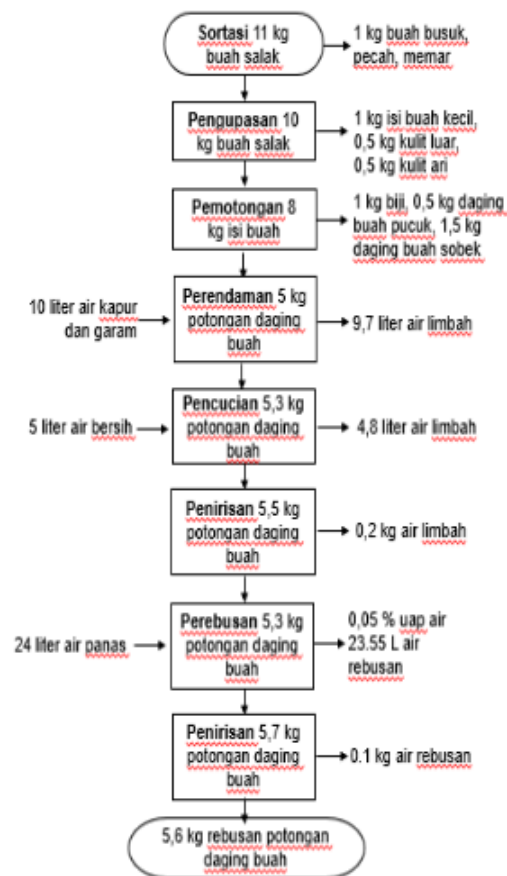 Sortasi 11 kg
buah salak
1 kg buah busuk,
pecah, memar
Pengupasan 10
kg buah salak
1 kg isi buah kecil,
0,5 kg kulit luar,
0,5 kg kulit ari
Pemotongan 8
kg isi buah
1 kg biji, 0,5 kg daging
buah pucuk, 1,5 kg
daging buah sobek
10 liter air kapur
dan garam
Perendaman 5 kg
potongan daging
buah
9,7 liter air limbah
5 liter air bersih
Pencucian 5,3 kg
potongan daging
buah
4,8 liter air limbah
Penirisan 5,5 kg
potongan daging
buah
0,2 kg air limbah
24 liter air panas
Perebusan 5,3 kg
potongan daging
buah
0,05 % uap air
23.55 L air
rebusan
Penirisan 5,7 kg
potongan daging
buah
0.1 kg air rebusan
5,6 kg rebusan potongan
daging buah